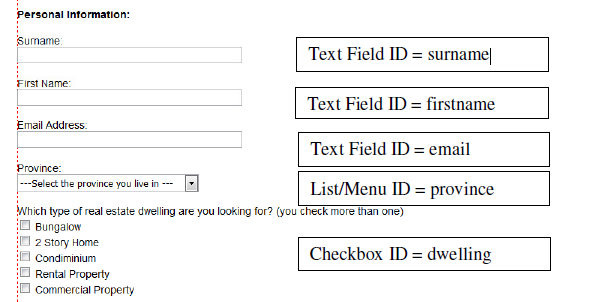 Personal Information:
Surname:
Text Field ID = surname
First Name:
Text Field ID = firstname
Email Address:
Text Field ID = email
Province:
---Select the province you live in ---
List/Menu ID = province
Which type of real estate dwelling are you looking for? (you check more than one)
Bungalow
2 Story Home
Condiminium
Checkbox ID = dwelling
Rental Property
Commercial Property